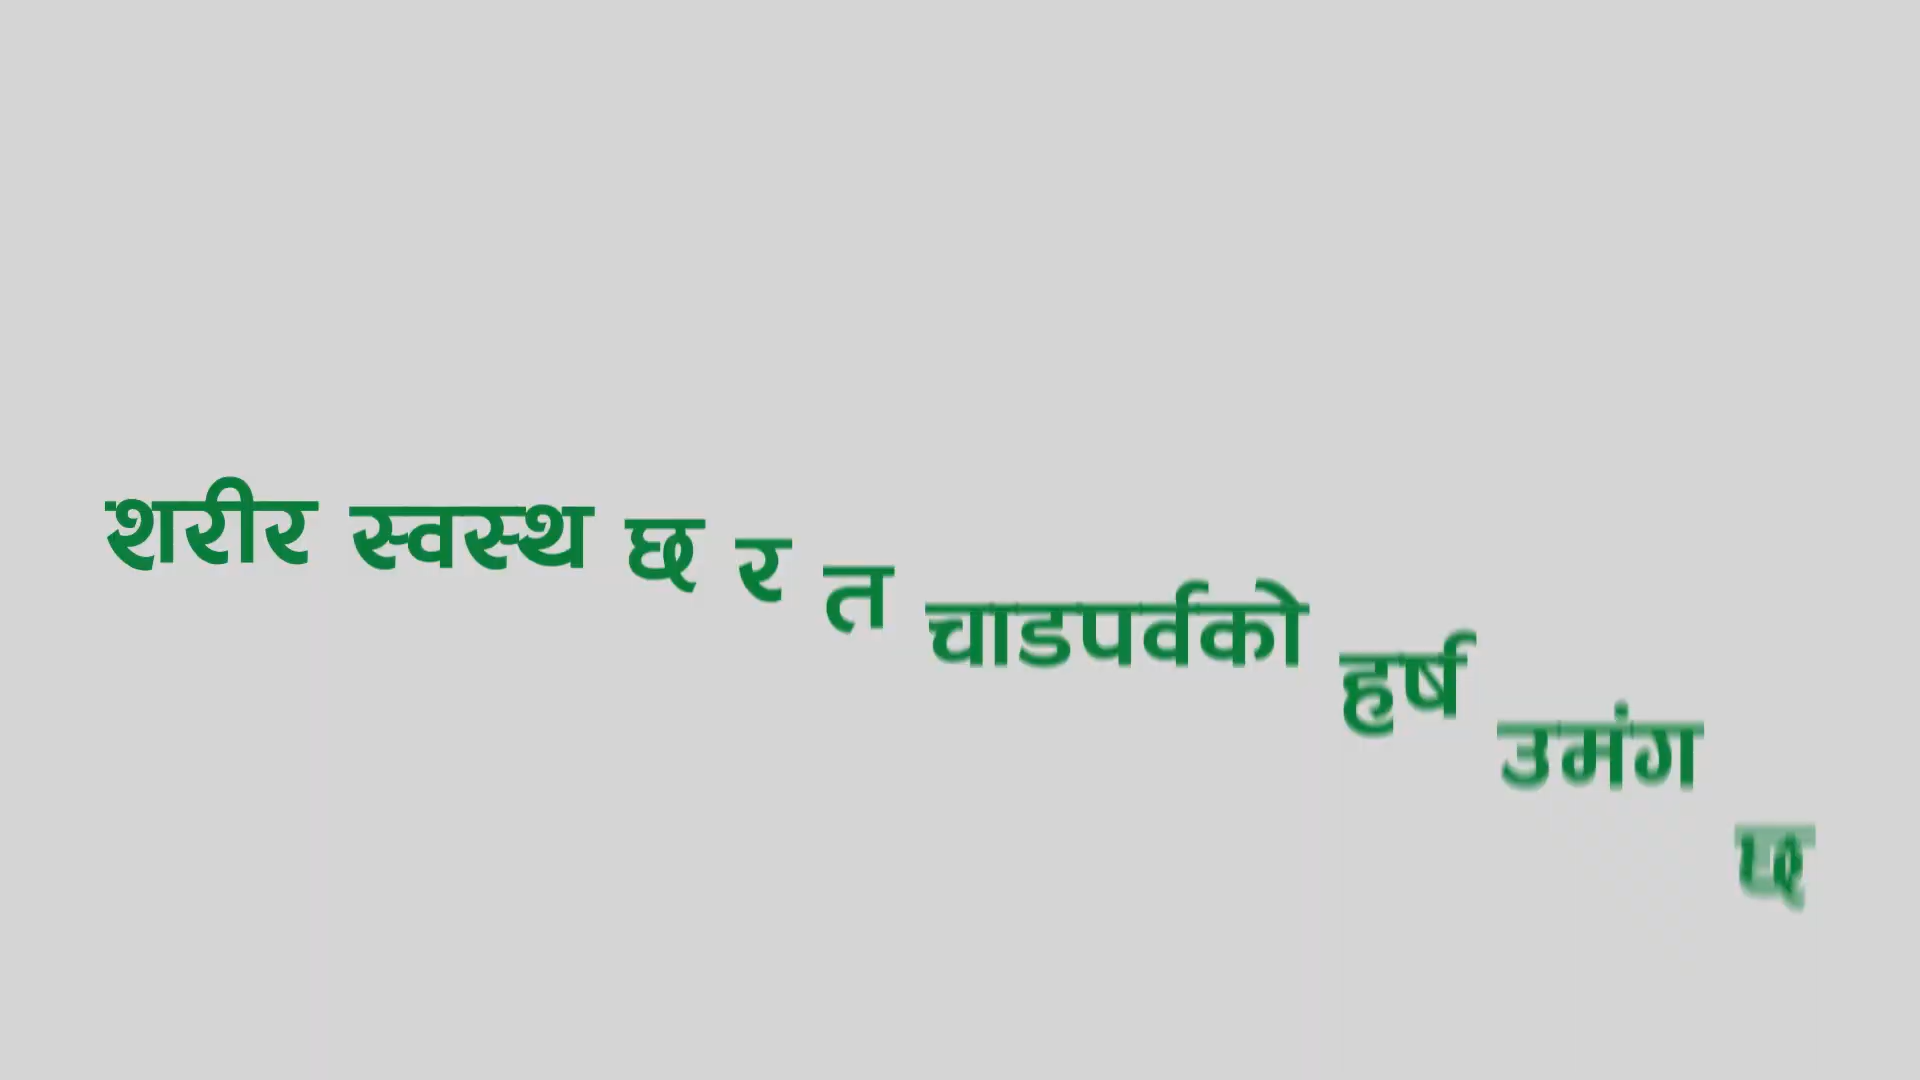 शरीर स्वस्थ छ र त चाडपर्वको हर्ष उमंग छ